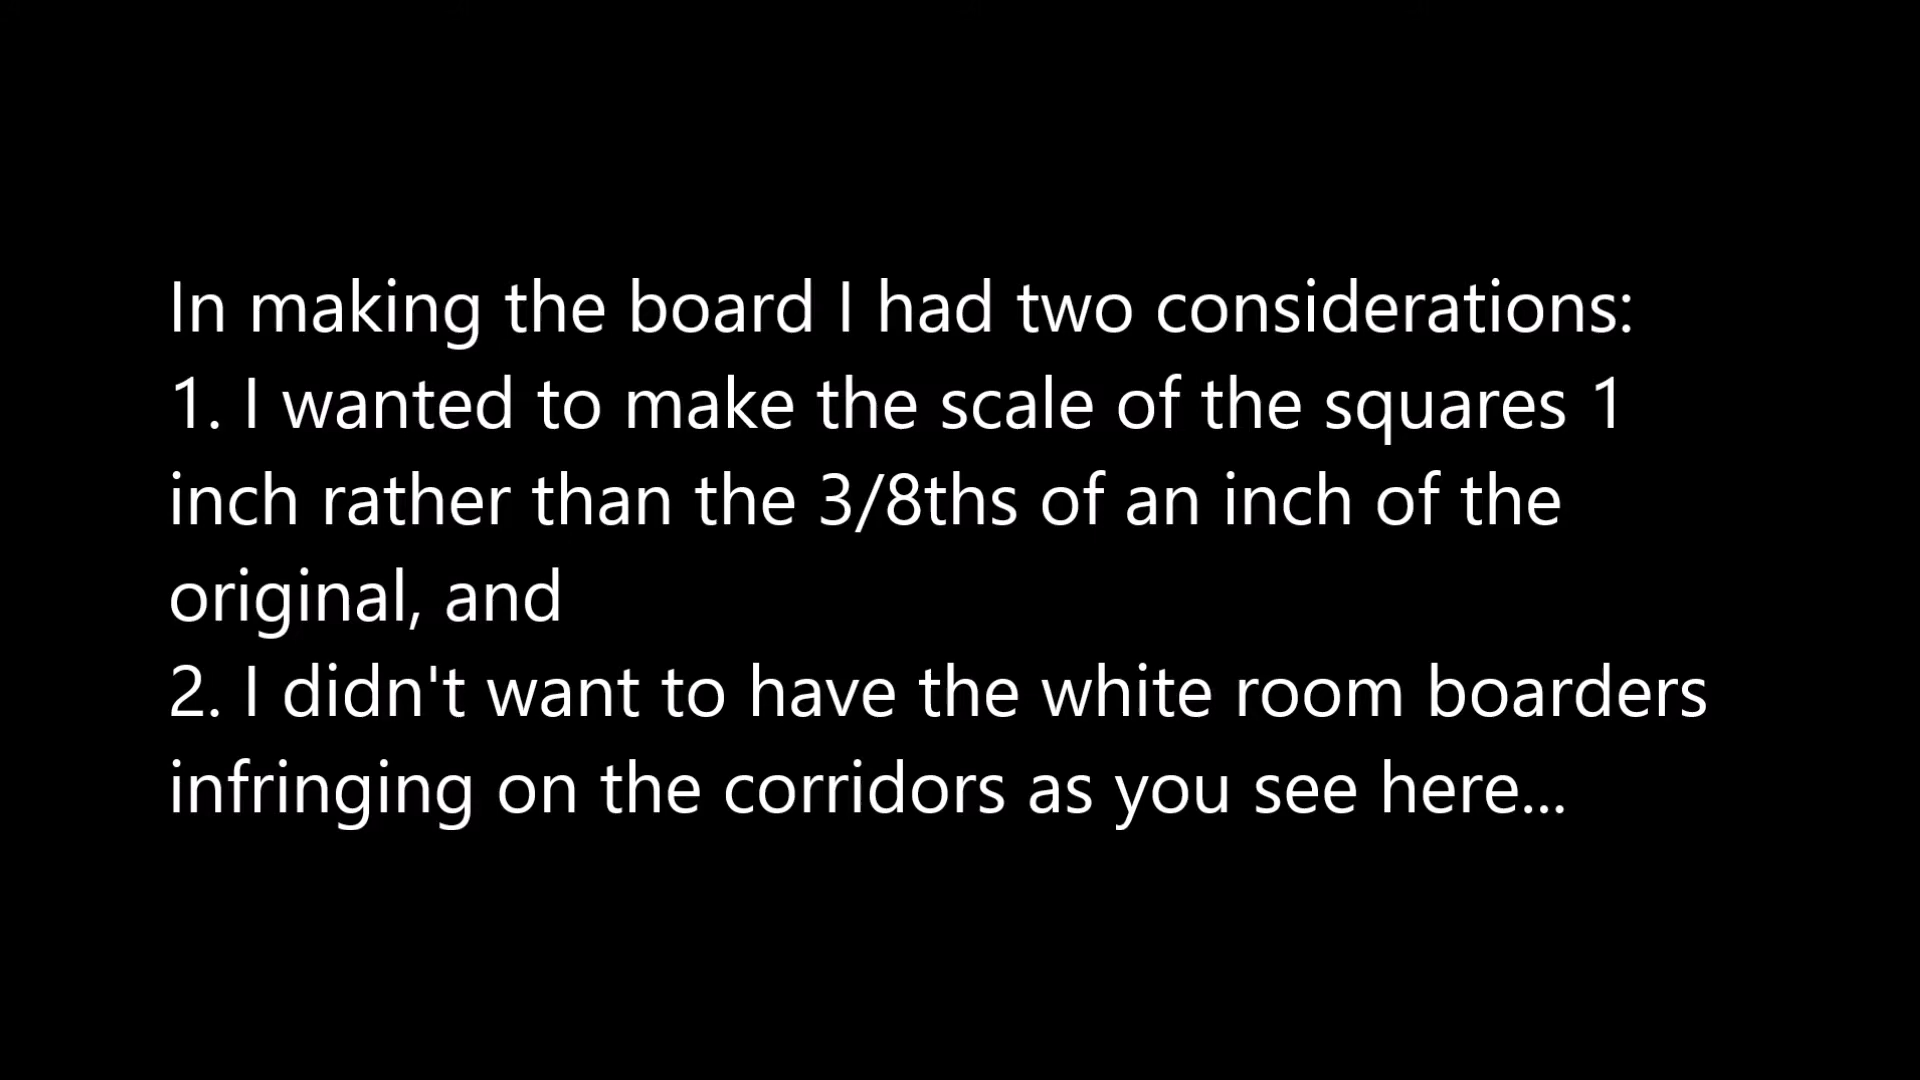 In making the board I had two considerations:
1. I wanted to make the scale of the squares 1
inch rather than the 3/8ths of an inch of the
original, and
2. I didn't want to have the white room boarders
infringing on the corridors as you see here...